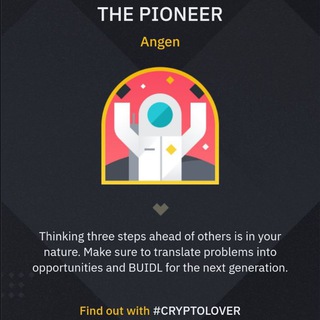 THE PIONEER
Angen
Thinking three steps ahead of others is in your
nature. Make sure to translate problems into
opportunities and BUIDL for the next generation.
Find out with #CRYPTOLOVER